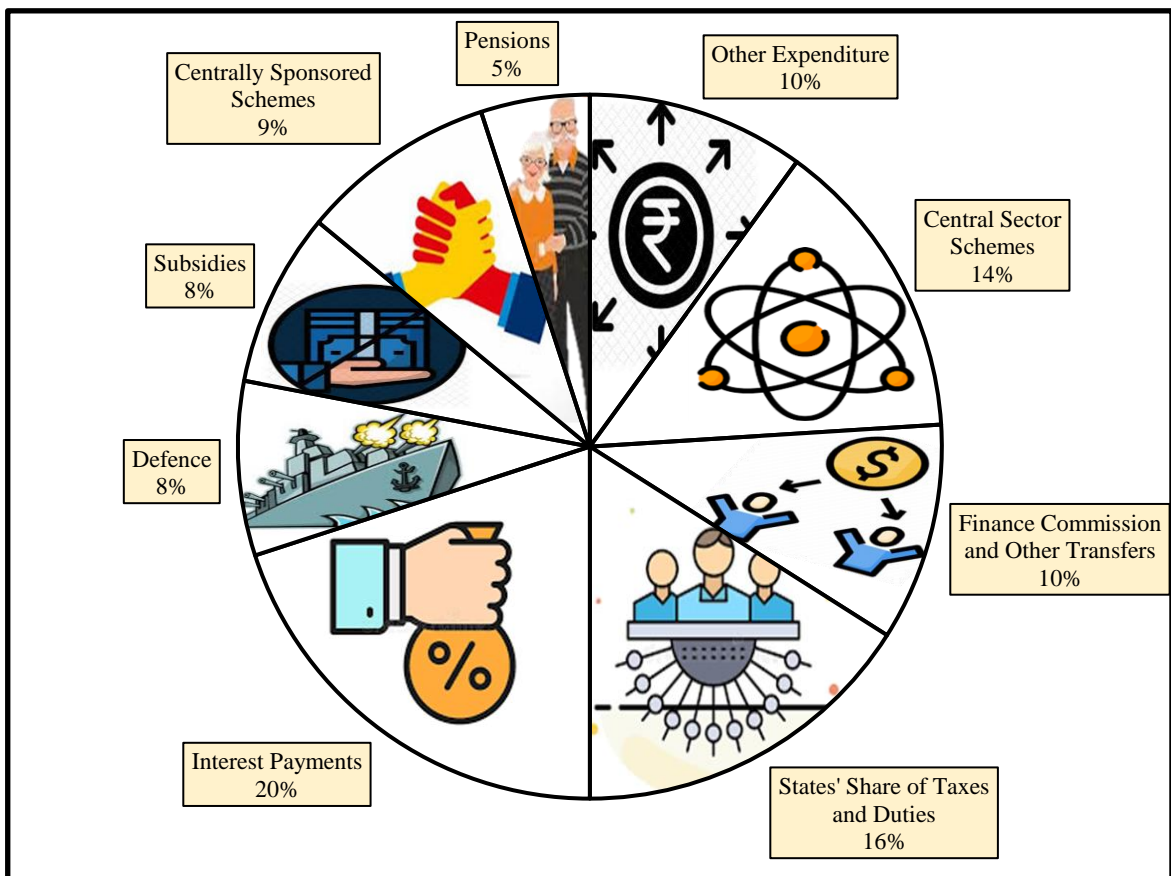 Pensions
5%
Other Expenditure
10%
Centrally Sponsored
Schemes
9%
Central Sector
Schemes
14%
Subsidies
8%
Defence
8%
Finance Commission
and Other Transfers
10%
Interest Payments
20%
States' Share of Taxes
and Duties
16%
₹
$
%